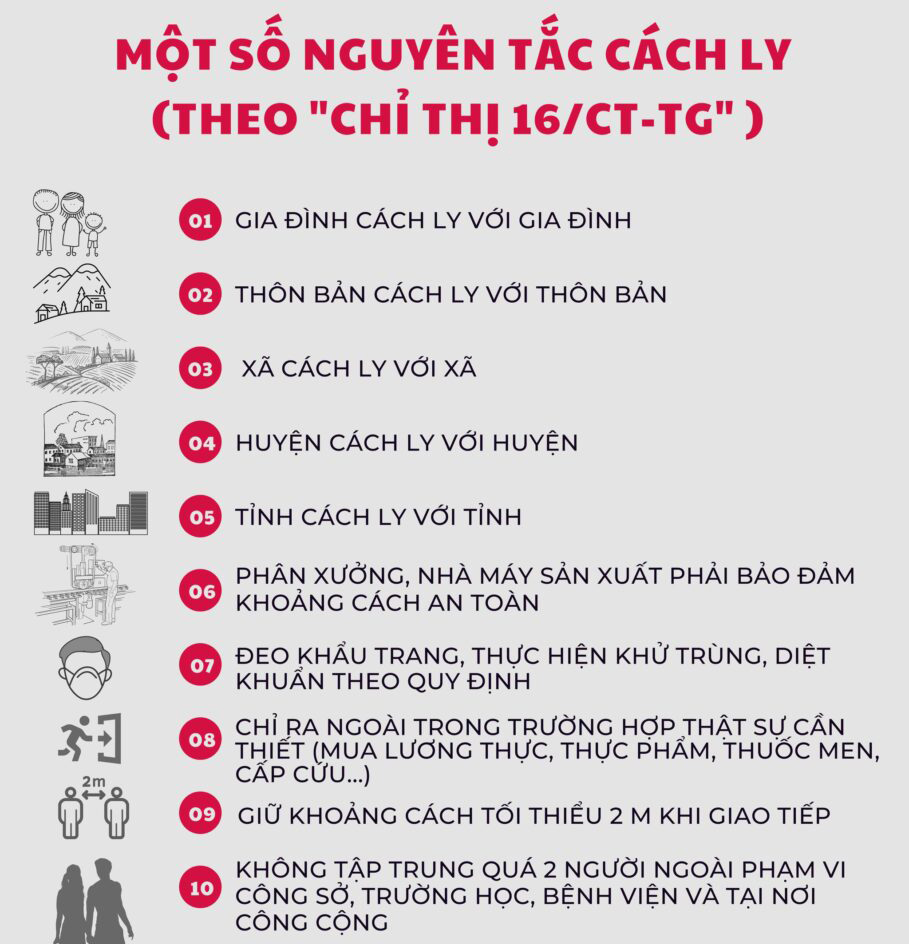 MỘT SỐ NGUYÊN TẮC CÁCH LY
(THEO "CHỈ THỊ 16/CT-TG" )
01 GIA ĐÌNH CÁCH LY VỚI GIA ĐÌNH
02 THÔN BẢN CÁCH LY VỚI THÔN BẢN
03 XÃ CÁCH LY VỚI XÃ
04 HUYỆN CÁCH LY VỚI HUYỆN
05 TỈNH CÁCH LY VỚI TỈNH
06 PHÂN XƯỞNG, NHÀ MÁY SẢN XUẤT PHẢI BẢO ĐẢM
KHOẢNG CÁCH AN TOÀN
07 ĐEO KHẨU TRANG, THỰC HIỆN KHỬ TRÙNG, DIỆT
KHUẨN THEO QUY ĐỊNH
08 CHỈ RA NGOÀI TRONG TRƯỜNG HỢP THẬT SỰ CẦN
THIẾT (MUA LƯƠNG THỰC, THỰC PHẨM, THUỐC MEN,
CẤP CỨU...)
2m
09 GIỮ KHOẢNG CÁCH TỐI THIỂU 2 M KHI GIAO TIẾP
10 KHÔNG TẬP TRUNG QUÁ 2 NGƯỜI NGOÀI PHẠM VI
CÔNG SỞ, TRƯỜNG HỌC, BỆNH VIỆN VÀ TẠI NƠI
CÔNG CỘNG